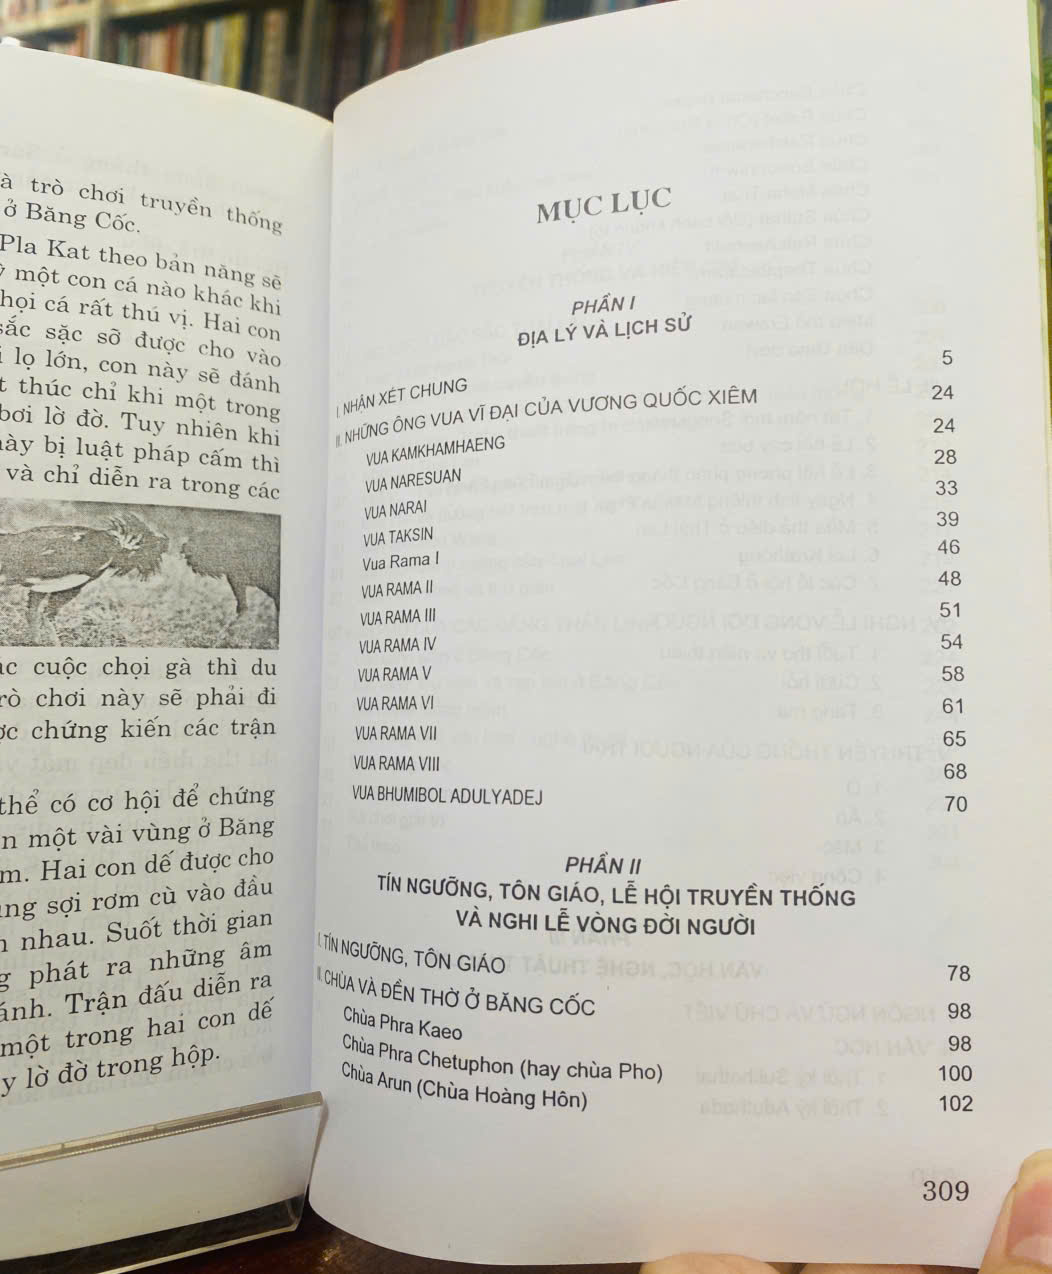 à trò chơi truyền thống
ở Băng Cốc.
Pla Kat theo bản năng sẽ
một con cá nào khác khi
họi cá rất thú vị. Hai con
sắc sặc sỡ được cho vào
i lọ lớn, con này sẽ đánh
t thúc chỉ khi một trong
bơi lờ đờ. Tuy nhiên khi
này bị luật pháp cấm thì
và chỉ diễn ra trong các
ác cuộc chọi gà thì du
rò chơi này sẽ phải đi
ợc chứng kiến các trận
thể có cơ hội để chứng
n một vài vùng ở Băng
m. Hai con dế được cho
ng sợi rơm cù vào đầu
n nhau. Suốt thời gian
g phát ra những âm
ánh. Trận đấu diễn ra
một trong hai con dế
y lờ đờ trong hộp.
MỤC LỤC
PHẦN I
ĐỊA LÝ VÀ LỊCH SỬ
I. NHẬN XÉT CHUNG 5
II. NHỮNG ÔNG VUA VĨ ĐẠI CỦA VƯƠNG QUỐC XIÊM 24
VUA KAMKHAMHAENG 24
VUA NARESUAN 28
VUA NARAI 33
VUA TAKSIN 39
Vua Rama I 46
VUA RAMA II 48
VUA RAMA III 51
VUA RAMA IV 54
VUA RAMA V 58
VUA RAMA VI 61
VUA RAMA VII 65
VUA RAMA VIII 68
VUA BHUMIBOL ADULYADEJ 70
PHẦN II
TÍN NGƯỠNG, TÔN GIÁO, LỄ HỘI TRUYỀN THỐNG
VÀ NGHI LỄ VÒNG ĐỜI NGƯỜI
I. TÍN NGƯỠNG, TÔN GIÁO 78
II. CHÙA VÀ ĐỀN THỜ Ở BĂNG CỐC 98
Chùa Phra Kaeo 98
Chùa Phra Chetuphon (hay chùa Pho) 100
Chùa Arun (Chùa Hoàng Hôn) 102
309